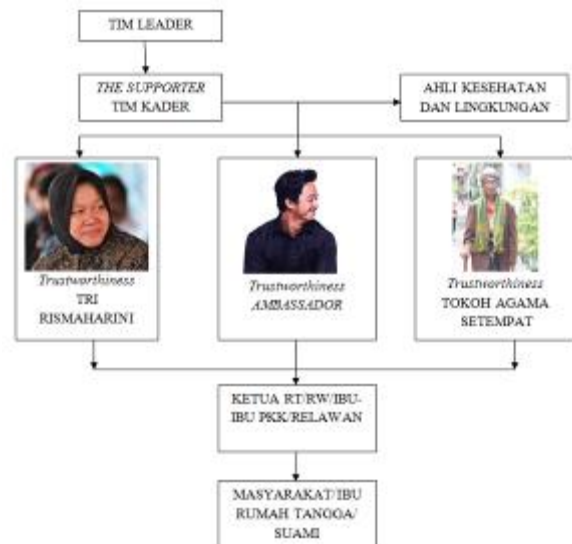 TIM LEADER
THE SUPPORTER
TIM KADER
AHLI KESEHATAN
DAN LINGKUNGAN
Trustworthiness
TRI
RISMAHARINI
Trustworthiness
AMBASSADOR
Trustworthiness
TOKOH AGAMA
SETEMPAT
KETUA RT/RW/IBU-
IBU PKK/RELAWAN
MASYARAKAT/IBU
RUMAH TANGGA/
SUAMI